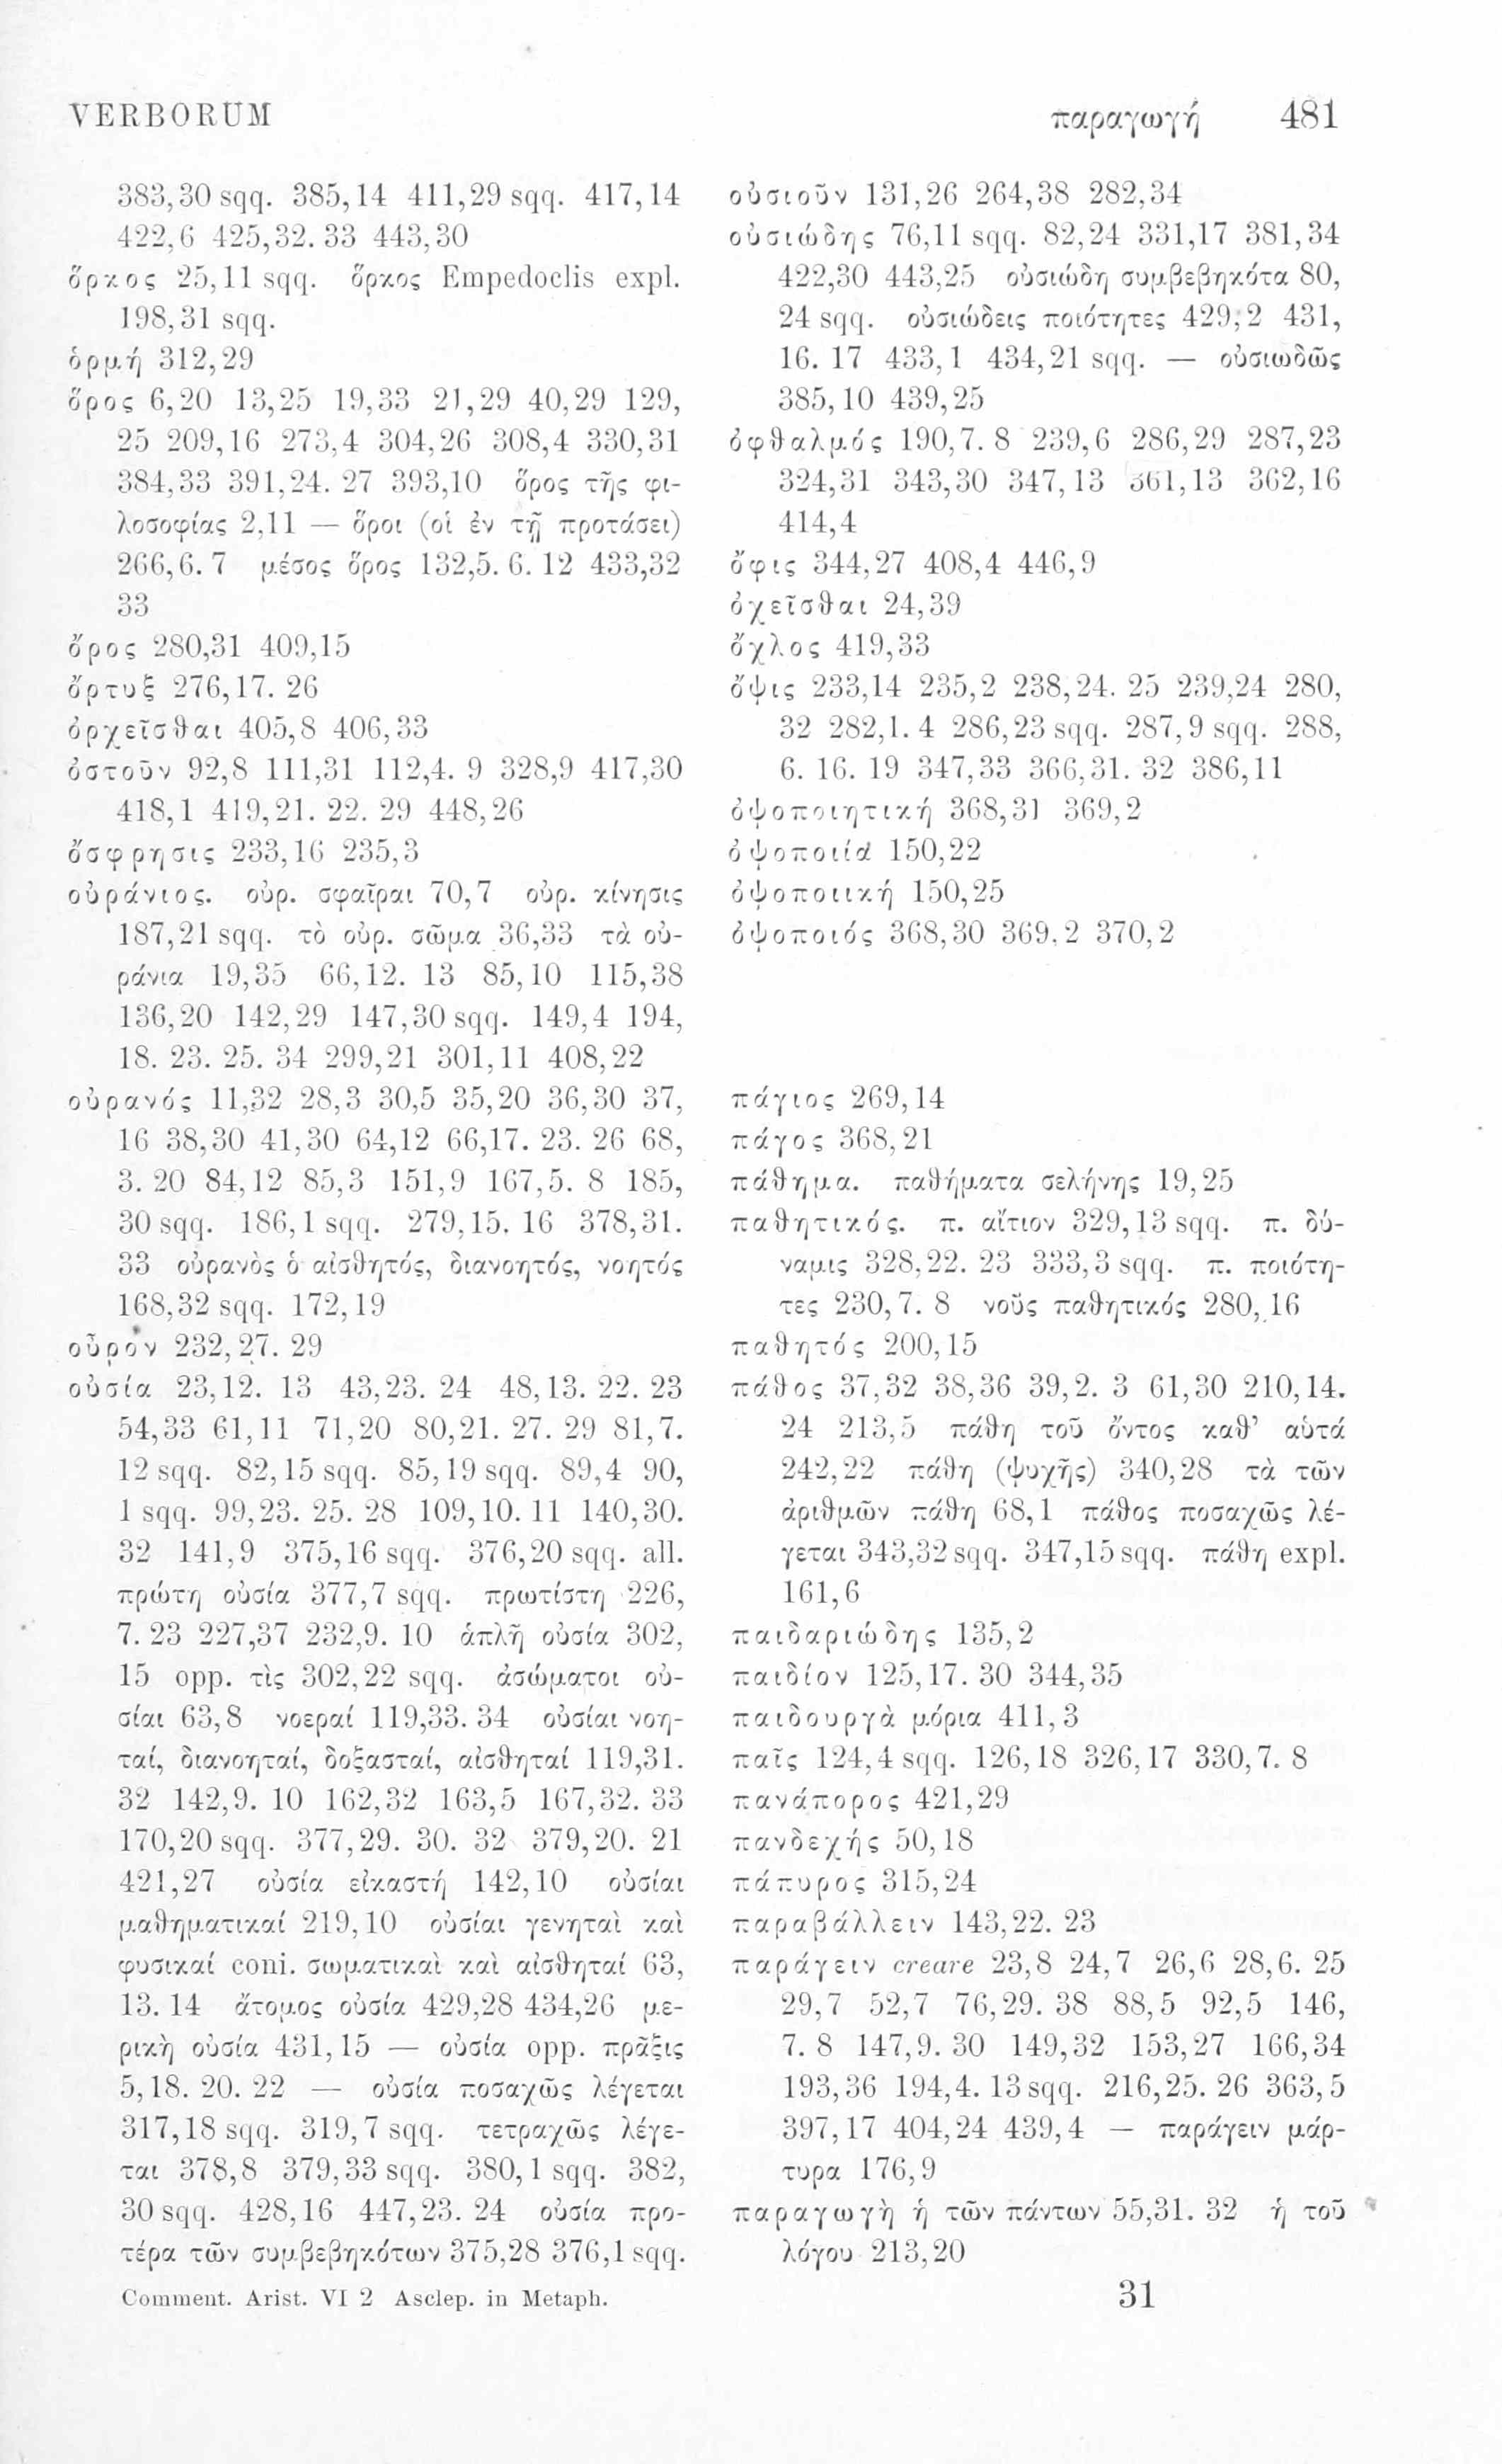 VERBORUM παραγωγή 481
383,30 sqq. 385,14 411,29 sqq. 417,14
422,6 425,32. 33 443,30
ὅρκος 25,11 sqq. ὅρκος Empedoclis expl.
198,31 sqq.
ὁρμή 312,29
ὅρος 6,20 13,25 19,33 21,29 40,29 129,
25 209,16 273,4 304,26 308,4 330,31
384,33 391,24. 27 393,10 ὅρος τῆς φι-
λοσοφίας 2,11 — ὅροι (οἱ ἐν τῇ προτάσει)
266,6. 7 μέσος ὅρος 132,5. 6. 12 433,32
33
ὄρος 280,31 409,15
ὄρτυξ 276,17. 26
ὀρχεῖσθαι 405,8 406,33
ὀστοῦν 92,8 111,31 112,4. 9 328,9 417,30
418,1 419,21. 22. 29 448,26
ὄσφρησις 233,16 235,3
οὐράνιος. οὐρ. σφαῖραι 70,7 οὐρ. κίνησις
187,21 sqq. τὸ οὐρ. σῶμα 36,33 τὰ οὐ-
ράνια 19,35 66,12. 13 85,10 115,38
136,20 142,29 147,30 sqq. 149,4 194,
18. 23. 25. 34 299,21 301,11 408,22
οὐρανός 11,32 28,3 30,5 35,20 36,30 37,
16 38,30 41,30 64,12 66,17. 23. 26 68,
3. 20 84,12 85,3 151,9 167,5. 8 185,
30 sqq. 186,1 sqq. 279,15. 16 378,31.
33 οὐρανὸς ὁ αἰσθητός, διανοητός, νοητός
168,32 sqq. 172,19
οὖρον 232,27. 29
οὐσία 23,12. 13 43,23. 24 48,13. 22. 23
54,33 61,11 71,20 80,21. 27. 29 81,7.
12 sqq. 82,15 sqq. 85,19 sqq. 89,4 90,
1 sqq. 99,23. 25. 28 109,10. 11 140,30.
32 141,9 375,16 sqq. 376,20 sqq. all.
πρώτη οὐσία 377,7 sqq. πρωτίστη 226,
7. 23 227,37 232,9. 10 ἁπλῆ οὐσία 302,
15 opp. τὶς 302,22 sqq. ἀσώματοι οὐ-
σίαι 63,8 νοεραί 119,33. 34 οὐσίαι νοη-
ταί, διανοηταί, δοξασταί, αἰσθηταί 119,31.
32 142,9. 10 162,32 163,5 167,32. 33
170,20 sqq. 377,29. 30. 32 379,20. 21
421,27 οὐσία εἰκαστή 142,10 οὐσίαι
μαθηματικαί 219,10 οὐσίαι γενηταὶ καὶ
φυσικαί coni. σωματικαὶ καὶ αἰσθηταί 63,
13. 14 ἄτομος οὐσία 429,28 434,26 με-
ρικὴ οὐσία 431,15 — οὐσία opp. πρᾶξις
5,18. 20. 22 — οὐσία ποσαχῶς λέγεται
317,18 sqq. 319,7 sqq. τετραχῶς λέγε-
ται 378,8 379,33 sqq. 380,1 sqq. 382,
30 sqq. 428,16 447,23. 24 οὐσία προ-
τέρα τῶν συμβεβηκότων 375,28 376,1 sqq.
οὐσιοῦν 131,26 264,38 282,34
οὐσιώδης 76,11 sqq. 82,24 331,17 381,34
422,30 443,25 οὐσιώδη συμβεβηκότα 80,
24 sqq. οὐσιώδεις ποιότητες 429,2 431,
16. 17 433,1 434,21 sqq. — οὐσιωδῶς
385,10 439,25
ὀφθαλμός 190,7. 8 239,6 286,29 287,23
324,31 343,30 347,13 361,13 362,16
414,4
ὄφις 344,27 408,4 446,9
ὀχεῖσθαι 24,39
ὄχλος 419,33
ὄψις 233,14 235,2 238,24. 25 239,24 280,
32 282,1. 4 286,23 sqq. 287,9 sqq. 288,
6. 16. 19 347,33 366,31. 32 386,11
ὀψοποιητική 368,31 369,2
ὀψοποιία 150,22
ὀψοποιική 150,25
ὀψοποιός 368,30 369,2 370,2
πάγιος 269,14
πάγος 368,21
πάθημα. παθήματα σελήνης 19,25
παθητικός. π. αἴτιον 329,13 sqq. π. δύ-
ναμις 328,22. 23 333,3 sqq. π. ποιότη-
τες 230,7. 8 νοῦς παθητικός 280,16
παθητός 200,15
πάθος 37,32 38,36 39,2. 3 61,30 210,14.
24 213,5 πάθη τοῦ ὄντος καθ’ αὑτά
242,22 πάθη (ψυχῆς) 340,28 τὰ τῶν
ἀριθμῶν πάθη 68,1 πάθος ποσαχῶς λέ-
γεται 343,32 sqq. 347,15 sqq. πάθη expl.
161,6
παιδαριώδης 135,2
παιδίον 125,17. 30 344,35
παιδουργὰ μόρια 411,3
παῖς 124,4 sqq. 126,18 326,17 330,7. 8
πανάπορος 421,29
πανδεχής 50,18
πάπυρος 315,24
παραβάλλειν 143,22. 23
παράγειν creare 23,8 24,7 26,6 28,6. 25
29,7 52,7 76,29. 38 88,5 92,5 146,
7. 8 147,9. 30 149,32 153,27 166,34
193,36 194,4. 13 sqq. 216,25. 26 363,5
397,17 404,24 439,4 — παράγειν μάρ-
τυρα 176,9
παραγωγὴ ἡ τῶν πάντων 55,31. 32 ἡ τοῦ
λόγου 213,20
Comment. Arist. VI 2 Asclep. in Metaph. 31